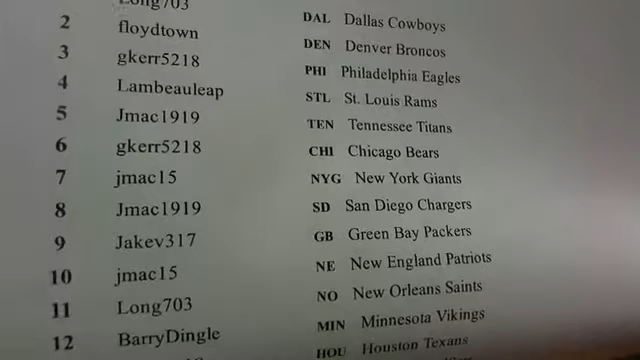 Long703 DAL Dallas Cowboys
2 floydtown DEN Denver Broncos
3 gkerr5218 PHI Philadelphia Eagles
4 Lambeauleap STL St. Louis Rams
5 Jmac1919 TEN Tennessee Titans
6 gkerr5218 CHI Chicago Bears
7 jmac15 NYG New York Giants
8 Jmac1919 SD San Diego Chargers
9 Jakev317 GB Green Bay Packers
10 jmac15 NE New England Patriots
11 Long703 NO New Orleans Saints
12 BarryDingle MIN Minnesota Vikings
HOU Houston Texans